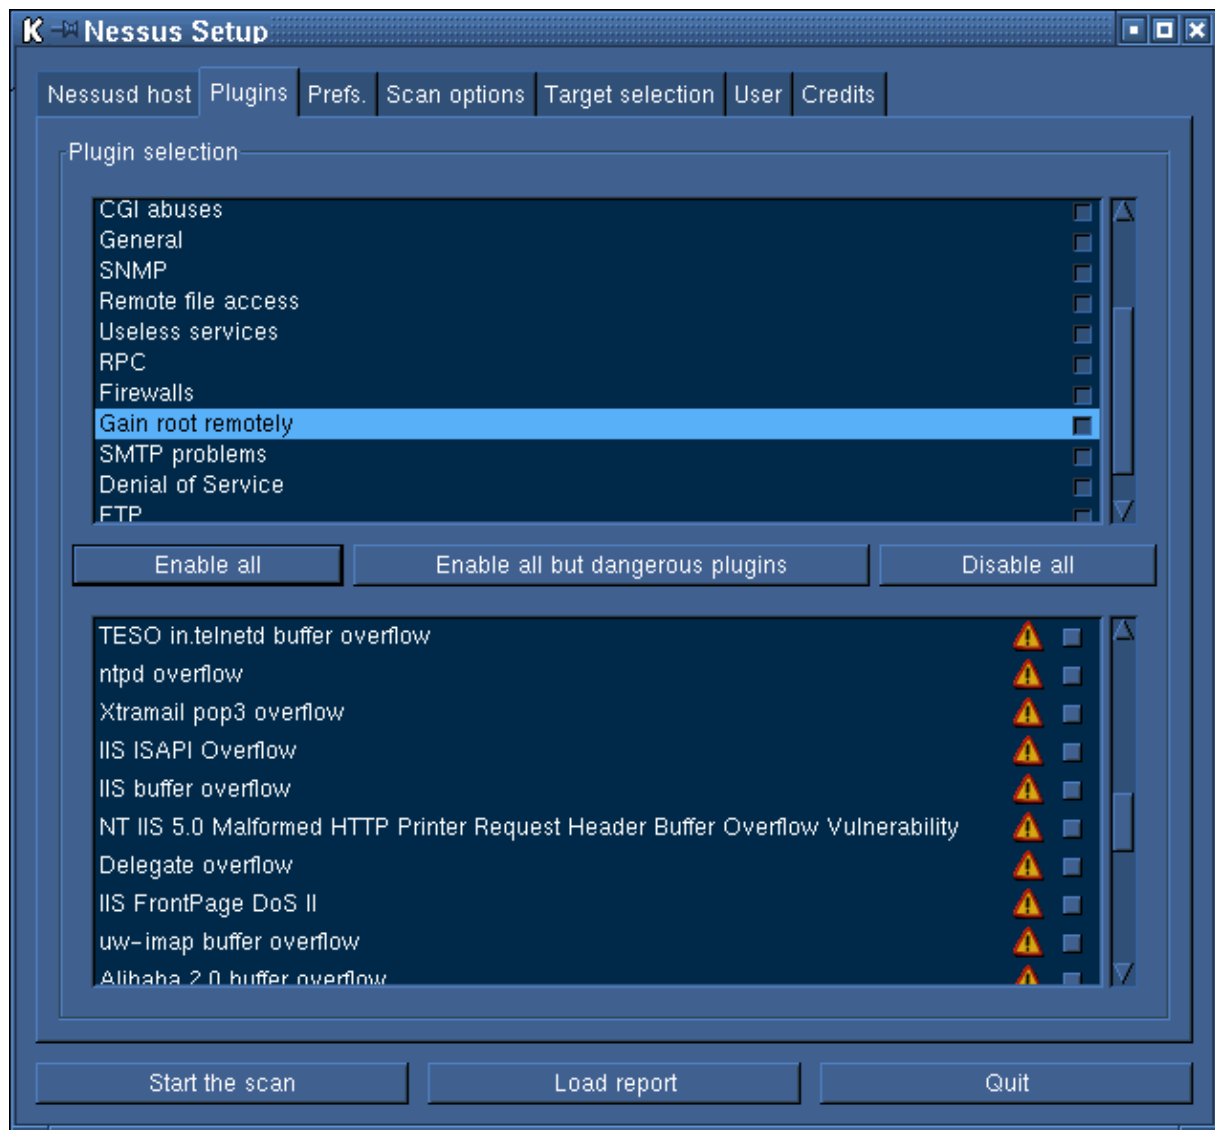 Nessus Setup
Nessusd host Plugins Prefs. Scan options Target selection User Credits
Plugin selection
CGI abuses
General
SNMP
Remote file access
Useless services
RPC
Firewalls
Gain root remotely
SMTP problems
Denial of Service
FTP
Enable all Enable all but dangerous plugins Disable all
TESO in.telnetd buffer overflow
ntpd overflow
Xtramail pop3 overflow
IIS ISAPI Overflow
IIS buffer overflow
NT IIS 5.0 Malformed HTTP Printer Request Header Buffer Overflow Vulnerability
Delegate overflow
IIS FrontPage DoS II
uw-imap buffer overflow
Alibaba 2.0 buffer overflow
Start the scan Load report Quit